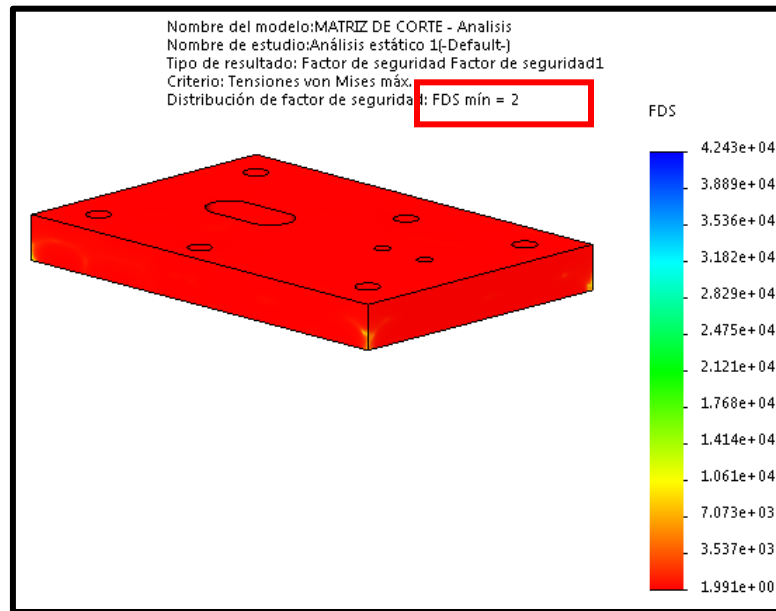 Nombre del modelo:MATRIZ DE CORTE - Analisis
Nombre de estudio:Análisis estático 1(-Default-)
Tipo de resultado: Factor de seguridad Factor de seguridad1
Criterio: Tensiones von Mises máx.
Distribución de factor de seguridad: FDS mín = 2
FDS
4.243e+04
3.889e+04
3.536e+04
3.182e+04
2.829e+04
2.475e+04
2.121e+04
1.768e+04
1.414e+04
1.061e+04
7.073e+03
3.537e+03
1.991e+00